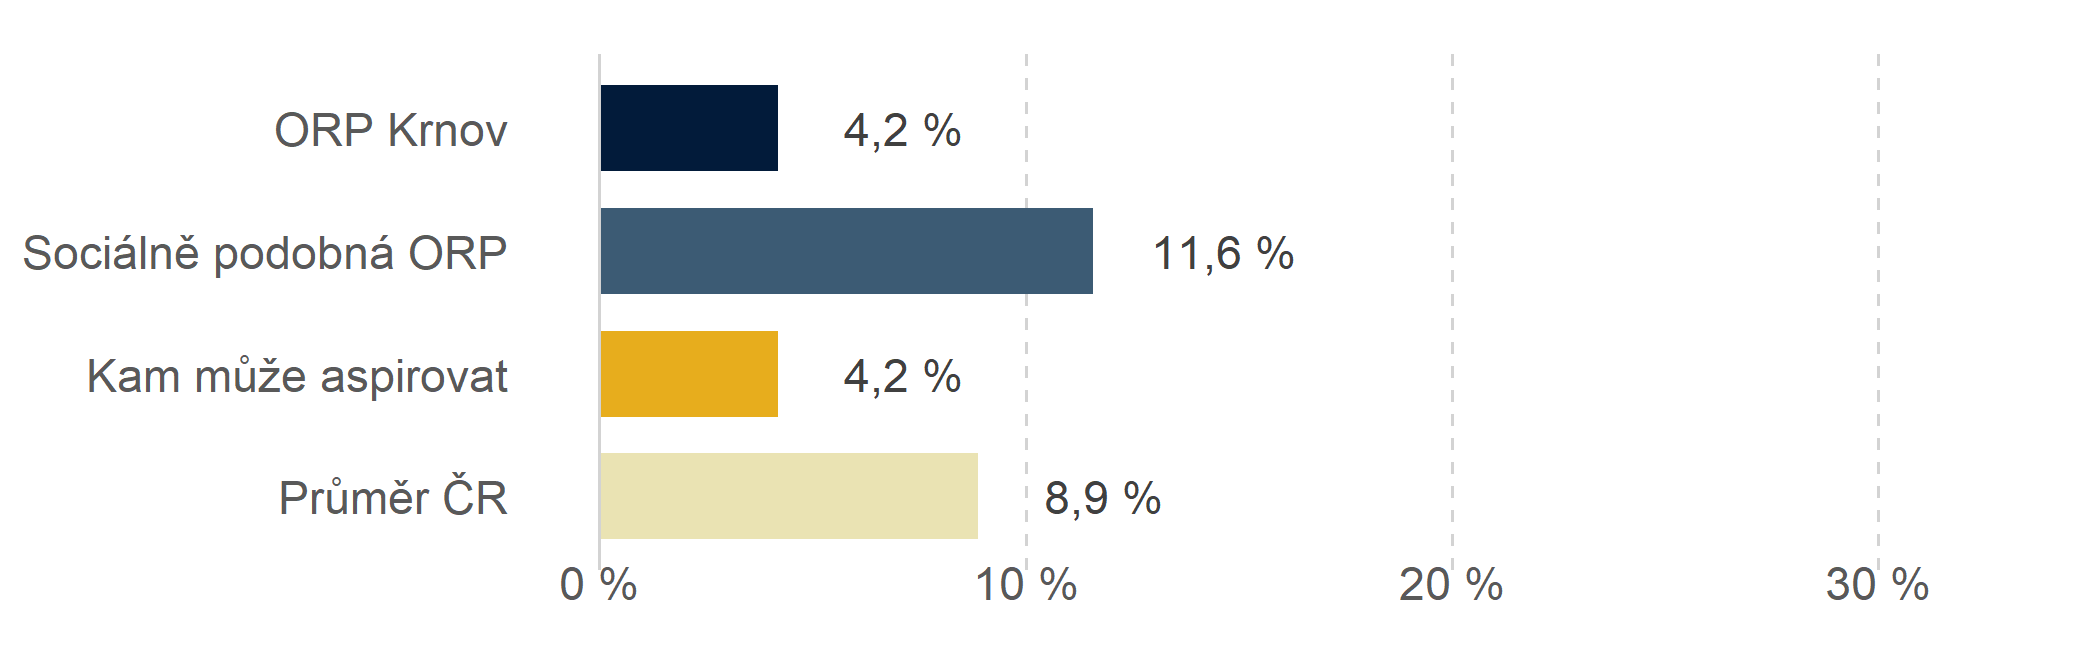 ORP Krnov 4,2 %
Sociálně podobná ORP 11,6 %
Kam může aspirovat 4,2 %
Průměr ČR 8,9 %
0 % 10 % 20 % 30 %